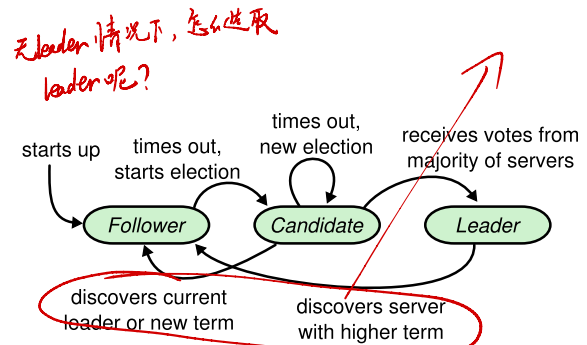 无leader情况下，怎么选取
leader呢？
starts up
times out,
starts election
times out,
new election
receives votes from
majority of servers
Follower
Candidate
Leader
discovers current
leader or new term
discovers server
with higher term